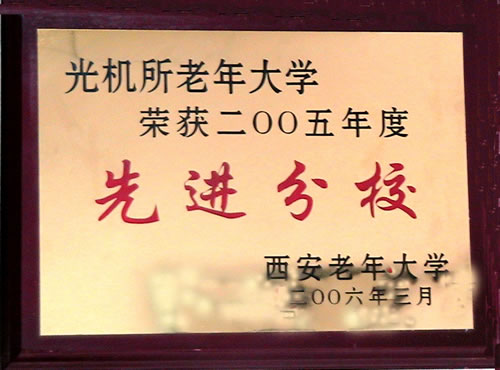 光机所老年大学
荣获二OO五年度
先进分校
西安老年大学
二OO六年三月